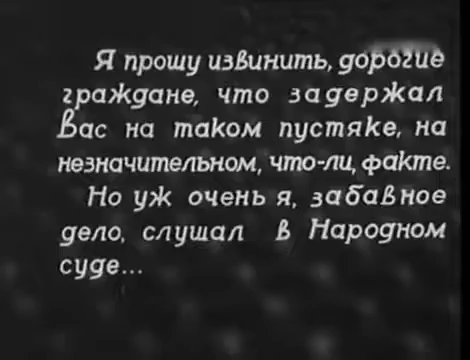 Я прошу извинить, дорогие
граждане, что задержал
Вас на таком пустяке, на
незначительном, что-ли, факте.
Но уж очень я, забавное
дело, слушал в Народном
суде...